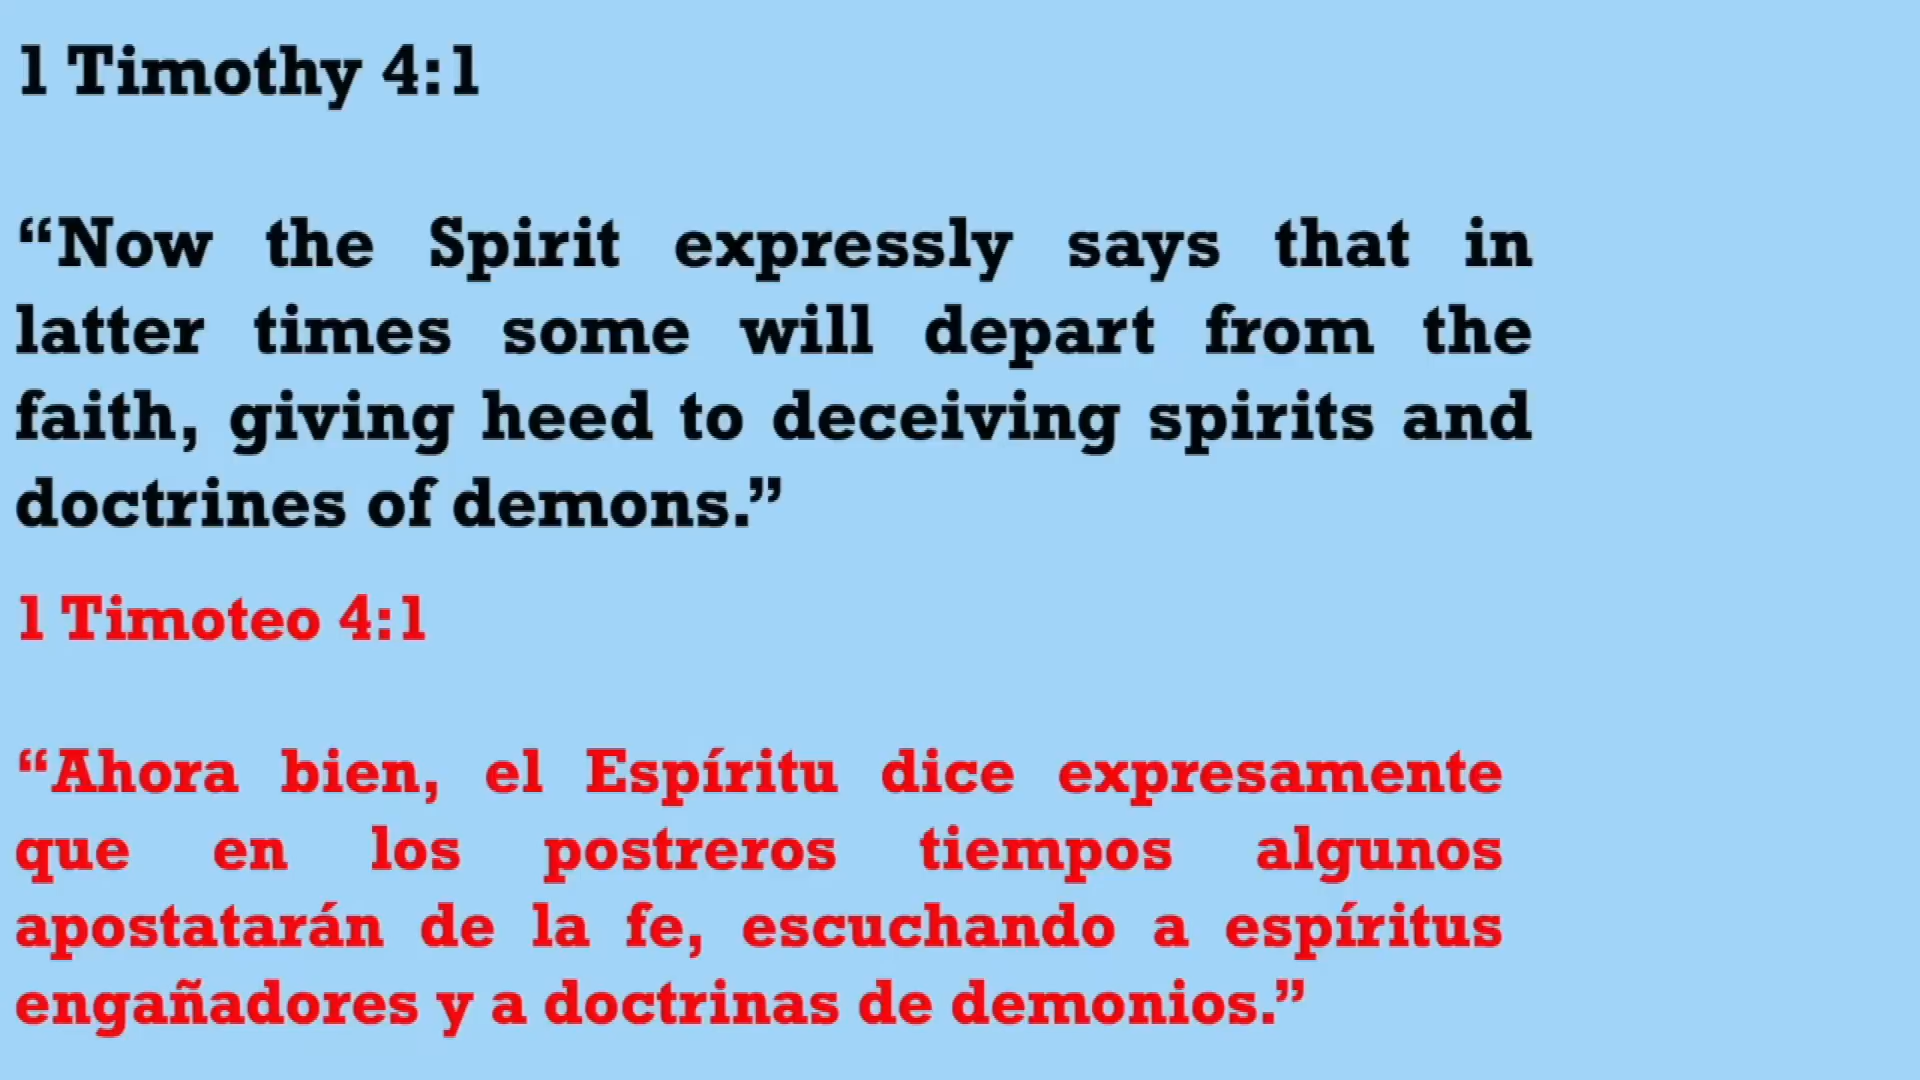 1 Timothy 4:1
“Now the Spirit expressly says that in
latter times some will depart from the
faith, giving heed to deceiving spirits and
doctrines of demons.”
1 Timoteo 4:1
“Ahora bien, el Espíritu dice expresamente
que en los postreros tiempos algunos
apostatarán de la fe, escuchando a espíritus
engañadores y a doctrinas de demonios.”